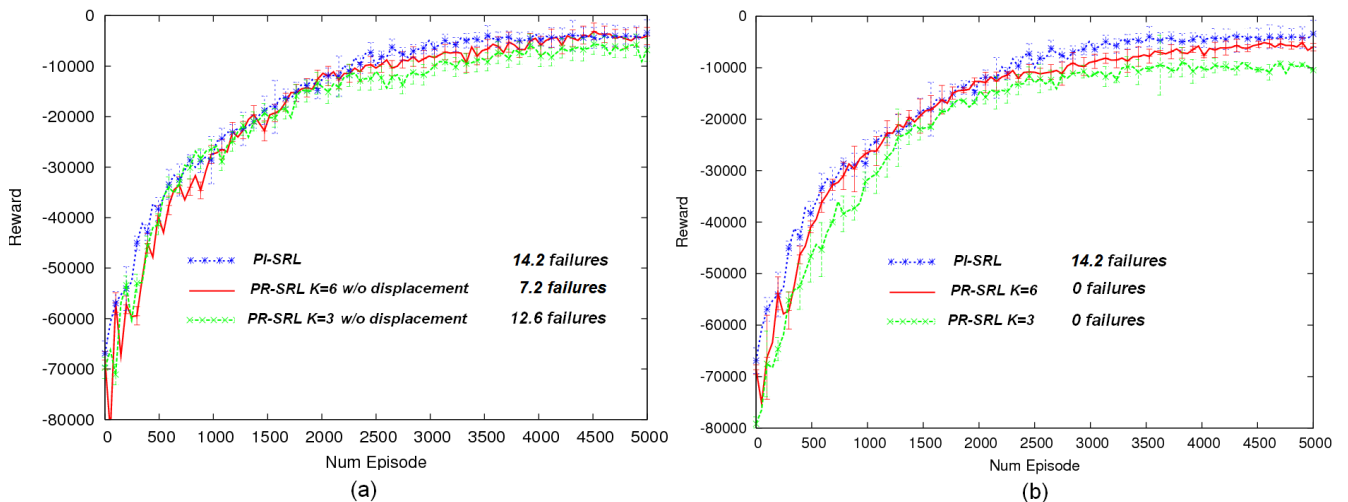 0
-10000
-20000
-30000
-40000
-50000
-60000
-70000
-80000
Reward
PI-SRL 14.2 failures
PR-SRL K=6 w/o displacement 7.2 failures
PR-SRL K=3 w/o displacement 12.6 failures
0 500 1000 1500 2000 2500 3000 3500 4000 4500 5000
Num Episode
(a)
0
-10000
-20000
-30000
-40000
-50000
-60000
-70000
-80000
Reward
PI-SRL 14.2 failures
PR-SRL K=6 0 failures
PR-SRL K=3 0 failures
0 500 1000 1500 2000 2500 3000 3500 4000 4500 5000
Num Episode
(b)